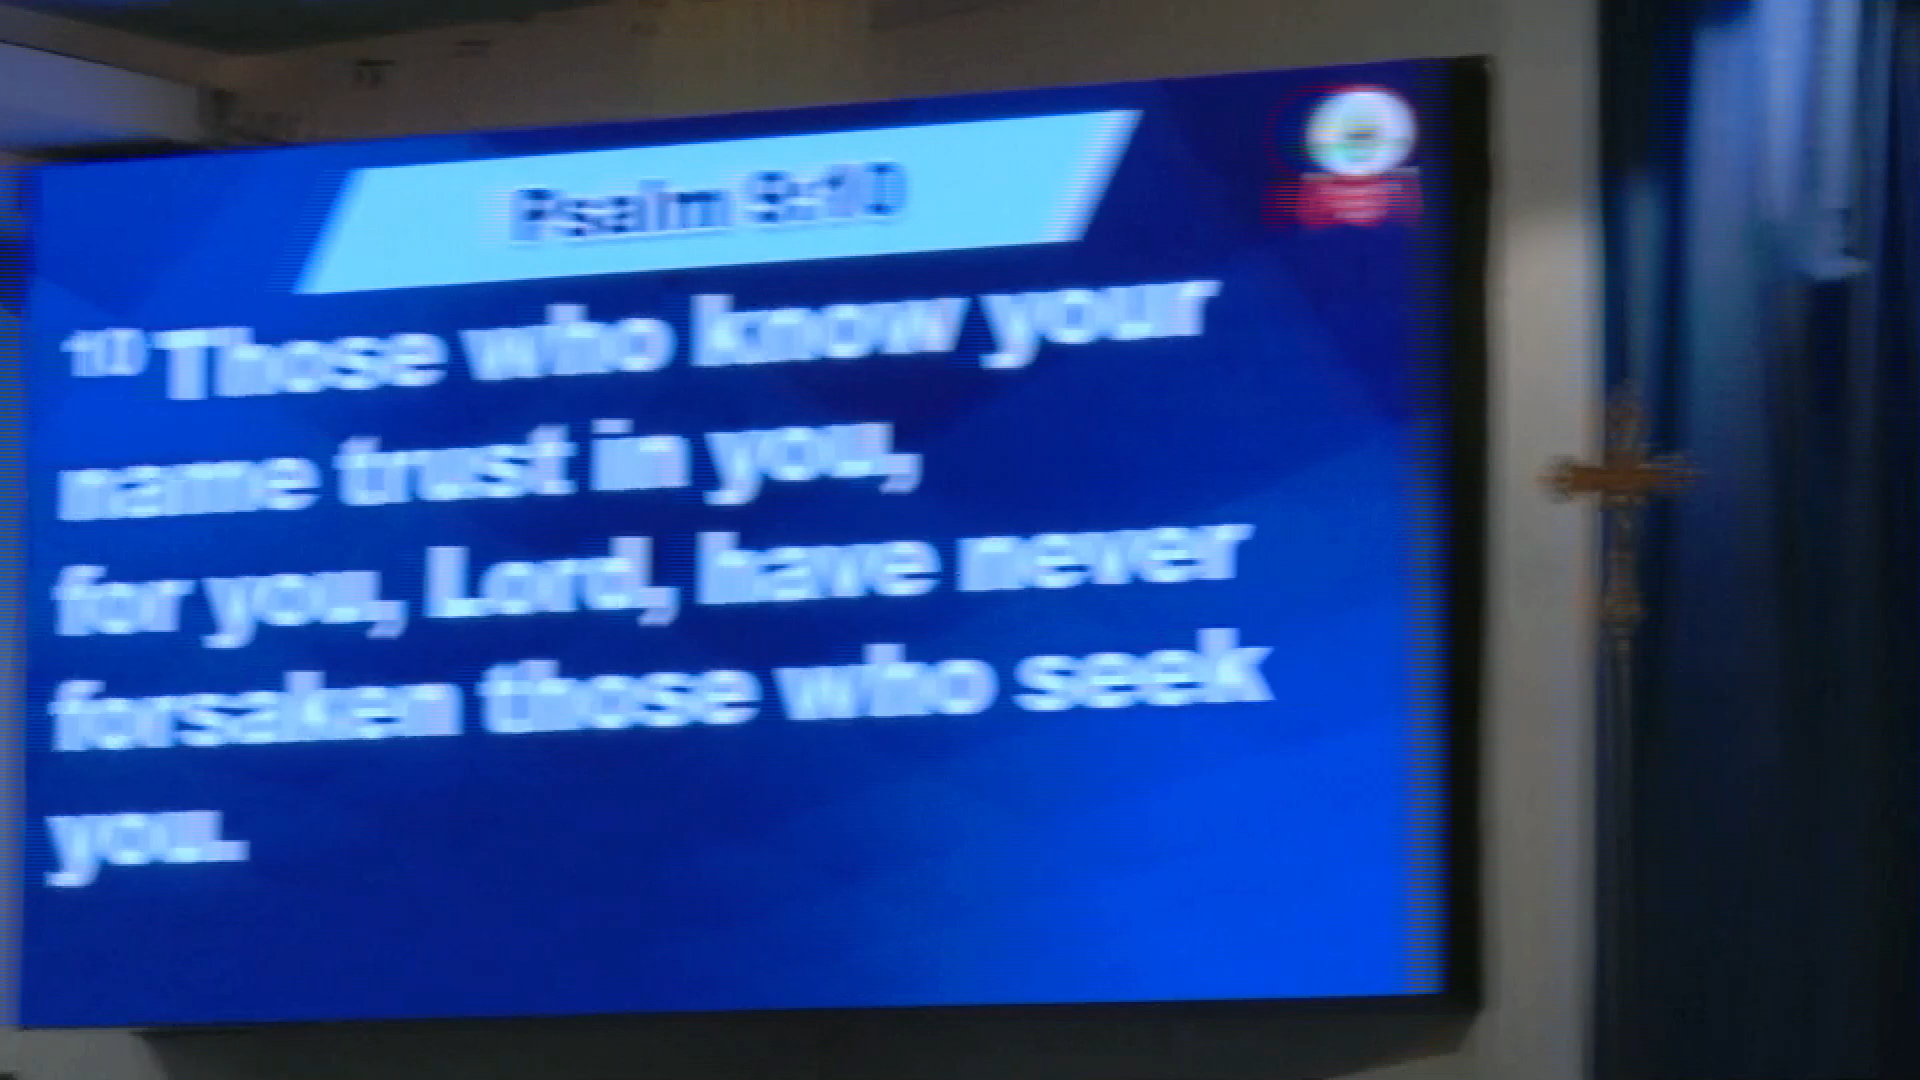 Psalm 9:10
10 Those who know your
name trust in you,
for you, Lord, have never
forsaken those who seek
you.